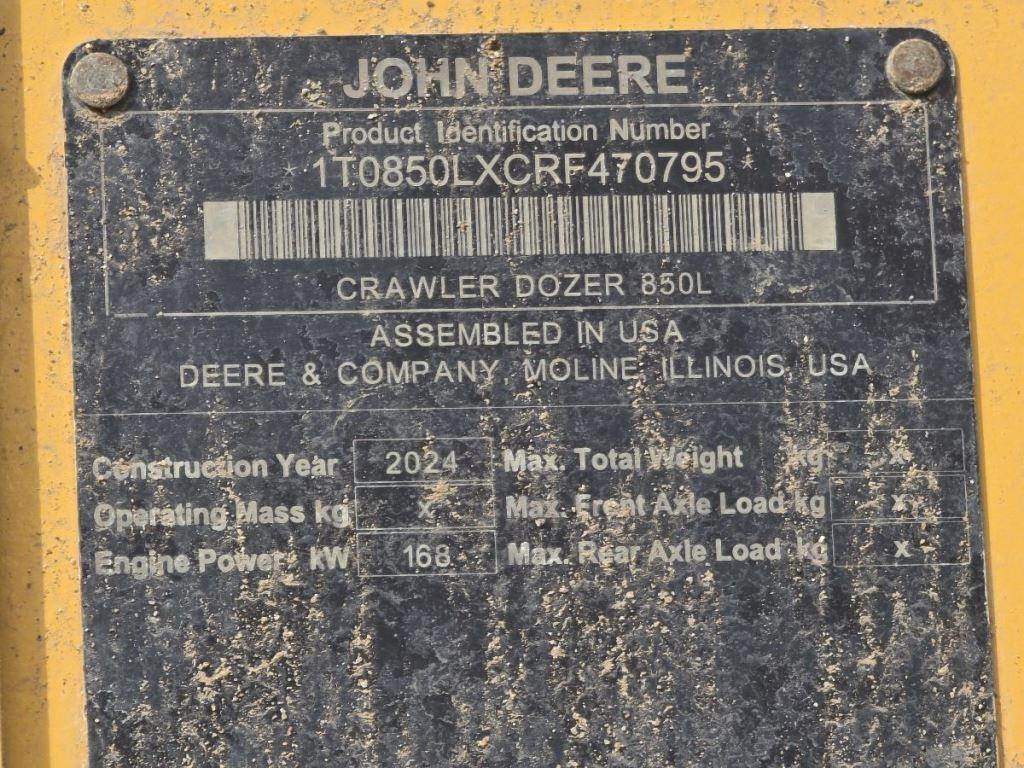 JOHN DEERE
Product Identification Number
* 1T0850LXCRF470795 *
CRAWLER DOZER 850L
ASSEMBLED IN USA
DEERE & COMPANY, MOLINE, ILLINOIS, USA
Construction Year 2024 Max. Total Weight kg x
Operating Mass kg x Max. Front Axle Load kg x
Engine Power kW 168 Max. Rear Axle Load kg x